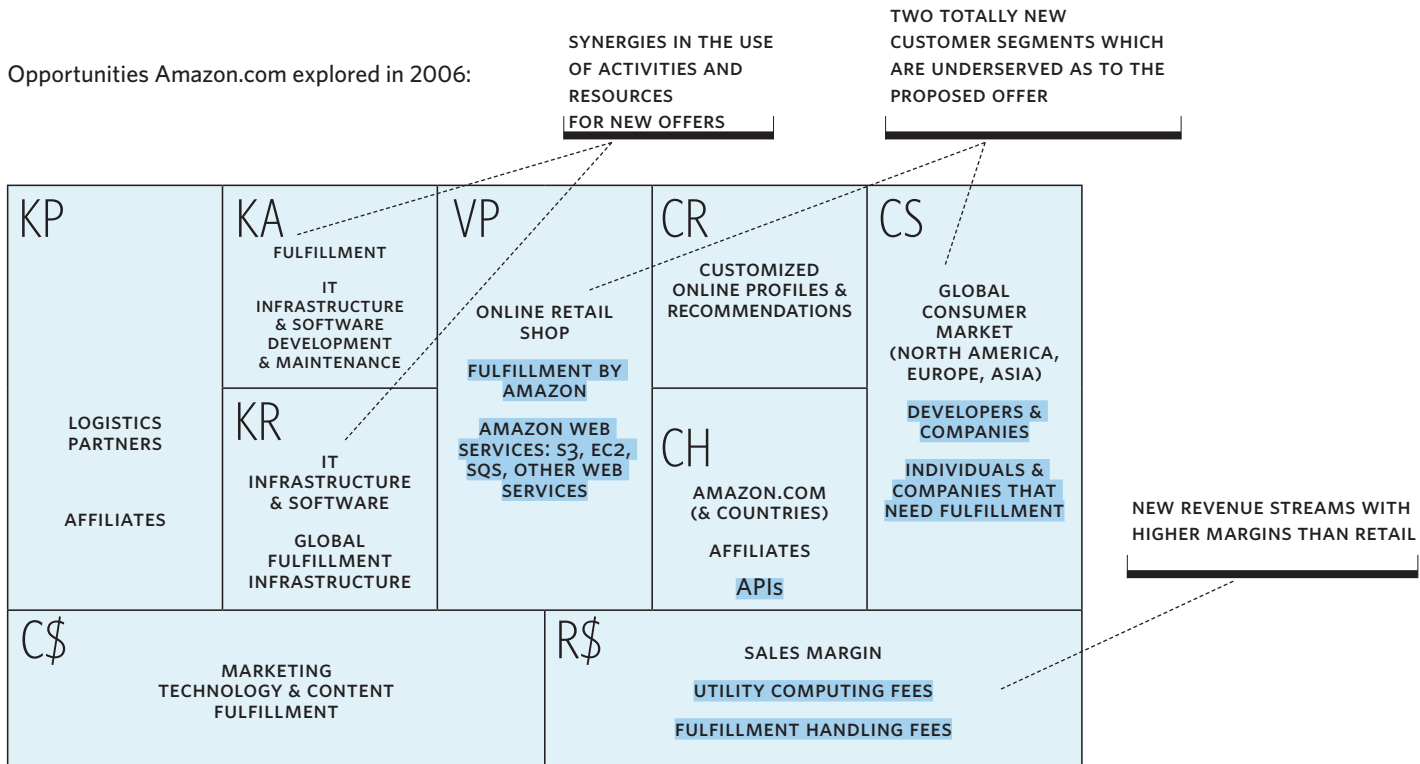 Opportunities Amazon.com explored in 2006:
SYNERGIES IN THE USE
OF ACTIVITIES AND
RESOURCES
FOR NEW OFFERS
TWO TOTALLY NEW
CUSTOMER SEGMENTS WHICH
ARE UNDERSERVED AS TO THE
PROPOSED OFFER
KP
LOGISTICS
PARTNERS
AFFILIATES
KA
FULFILLMENT
IT
INFRASTRUCTURE
& SOFTWARE
DEVELOPMENT
& MAINTENANCE
KR
IT
INFRASTRUCTURE
& SOFTWARE
GLOBAL
FULFILLMENT
INFRASTRUCTURE
VP
ONLINE RETAIL
SHOP
FULFILLMENT BY
AMAZON
AMAZON WEB
SERVICES: S3, EC2,
SQS, OTHER WEB
SERVICES
CR
CUSTOMIZED
ONLINE PROFILES &
RECOMMENDATIONS
CH
AMAZON.COM
(& COUNTRIES)
AFFILIATES
APIs
CS
GLOBAL
CONSUMER
MARKET
(NORTH AMERICA,
EUROPE, ASIA)
DEVELOPERS &
COMPANIES
INDIVIDUALS &
COMPANIES THAT
NEED FULFILLMENT
NEW REVENUE STREAMS WITH
HIGHER MARGINS THAN RETAIL
C$
MARKETING
TECHNOLOGY & CONTENT
FULFILLMENT
R$
SALES MARGIN
UTILITY COMPUTING FEES
FULFILLMENT HANDLING FEES